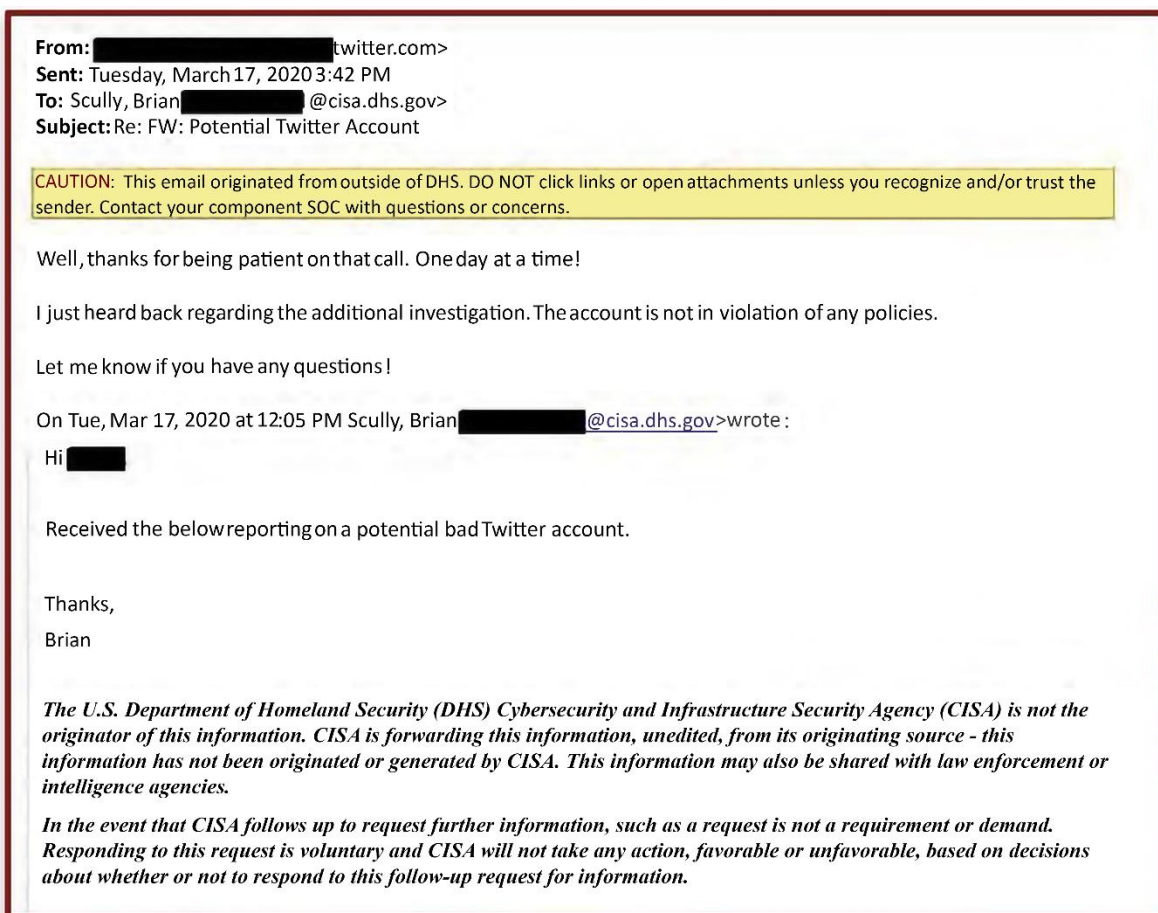 From: twitter.com>
Sent: Tuesday, March 17, 2020 3:42 PM
To: Scully, Brian @cisa.dhs.gov>
Subject: Re: FW: Potential Twitter Account
CAUTION: This email originated from outside of DHS. DO NOT click links or open attachments unless you recognize and/or trust the
sender. Contact your component SOC with questions or concerns.
Well, thanks for being patient on that call. One day at a time!
I just heard back regarding the additional investigation. The account is not in violation of any policies.
Let me know if you have any questions!
On Tue, Mar 17, 2020 at 12:05 PM Scully, Brian @cisa.dhs.gov>wrote:
Hi
Received the below reporting on a potential bad Twitter account.
Thanks,
Brian
The U.S. Department of Homeland Security (DHS) Cybersecurity and Infrastructure Security Agency (CISA) is not the
originator of this information. CISA is forwarding this information, unedited, from its originating source - this
information has not been originated or generated by CISA. This information may also be shared with law enforcement or
intelligence agencies.
In the event that CISA follows up to request further information, such as a request is not a requirement or demand.
Responding to this request is voluntary and CISA will not take any action, favorable or unfavorable, based on decisions
about whether or not to respond to this follow-up request for information.